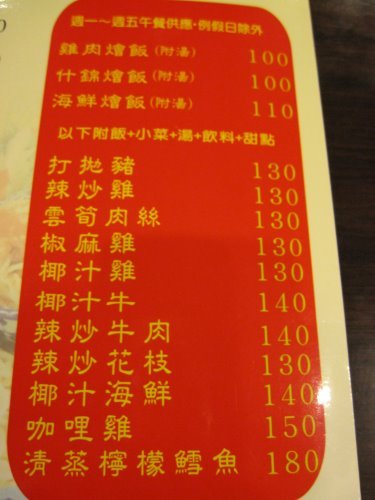 週一～週五午餐供應·例假日除外
雞肉燴飯(附湯) 100
什錦燴飯(附湯) 100
海鮮燴飯(附湯) 110
以下附飯+小菜+湯+飲料+甜點
打拋豬 130
辣炒雞 130
雲筍肉絲 130
椒麻雞 130
椰汁雞 130
椰汁牛 140
辣炒牛肉 140
辣炒花枝 130
椰汁海鮮 140
咖哩雞 150
清蒸檸檬鱈魚 180